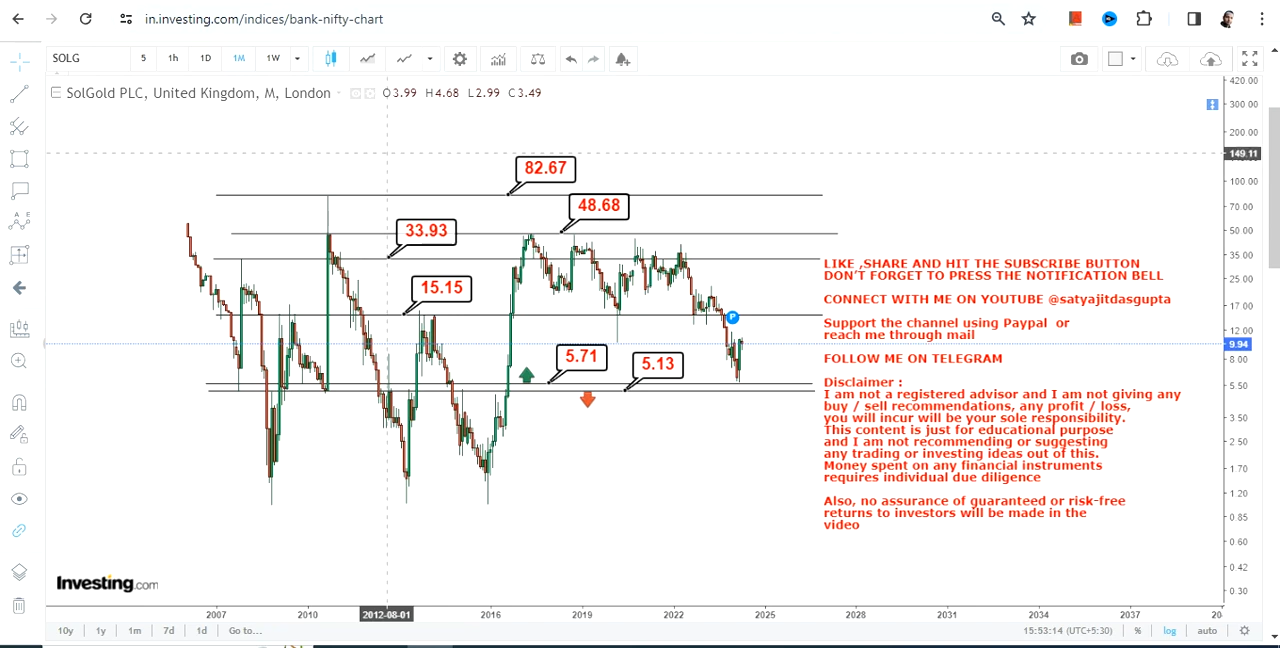 in.investing.com/indices/bank-nifty-chart
SOLG
5
1h
1D
1M
1W
SolGold PLC, United Kingdom, M, London
O3.99 H4.68 L2.99 C3.49
420.00
300.00
200.00
149.11
100.00
70.00
50.00
35.00
25.00
17.00
12.00
9.94
8.00
5.50
3.50
2.50
1.70
1.20
0.85
0.60
0.42
0.30
82.67
48.68
33.93
15.15
P
5.71
5.13
LIKE ,SHARE AND HIT THE SUBSCRIBE BUTTON
DON'T FORGET TO PRESS THE NOTIFICATION BELL
CONNECT WITH ME ON YOUTUBE @satyajitdasgupta
Support the channel using Paypal or
reach me through mail
FOLLOW ME ON TELEGRAM
Disclaimer :
I am not a registered advisor and I am not giving any
buy / sell recommendations, any profit / loss,
you will incur will be your sole responsibility.
This content is just for educational purpose
and I am not recommending or suggesting
any trading or investing ideas out of this.
Money spent on any financial instruments
requires individual due diligence
Also, no assurance of guaranteed or risk-free
returns to investors will be made in the
video
Investing.com
2007 2010 2012-08-01 2016 2019 2022 2025 2028 2031 2034 2037 20
10y 1y 1m 7d 1d Go to... 15:53:14 (UTC+5:30) % log auto